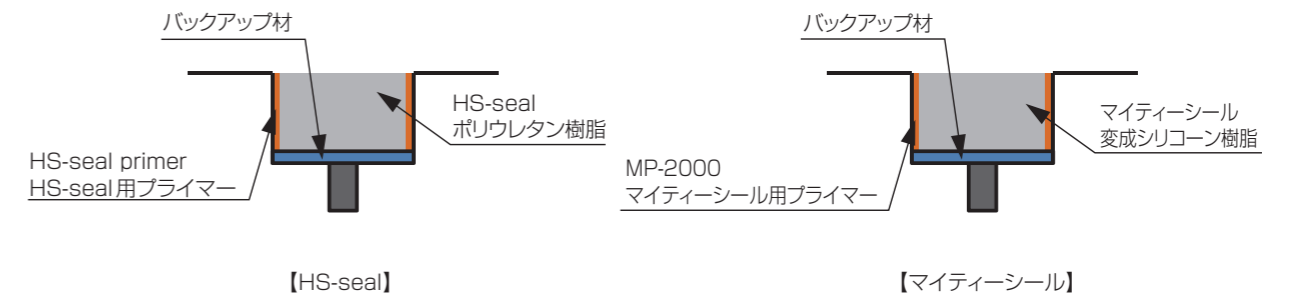 バックアップ材
HS-seal
ポリウレタン樹脂
HS-seal primer
HS-seal用プライマー
【HS-seal】
バックアップ材
マイティーシール
変成シリコーン樹脂
MP-2000
マイティーシール用プライマー
【マイティーシール】